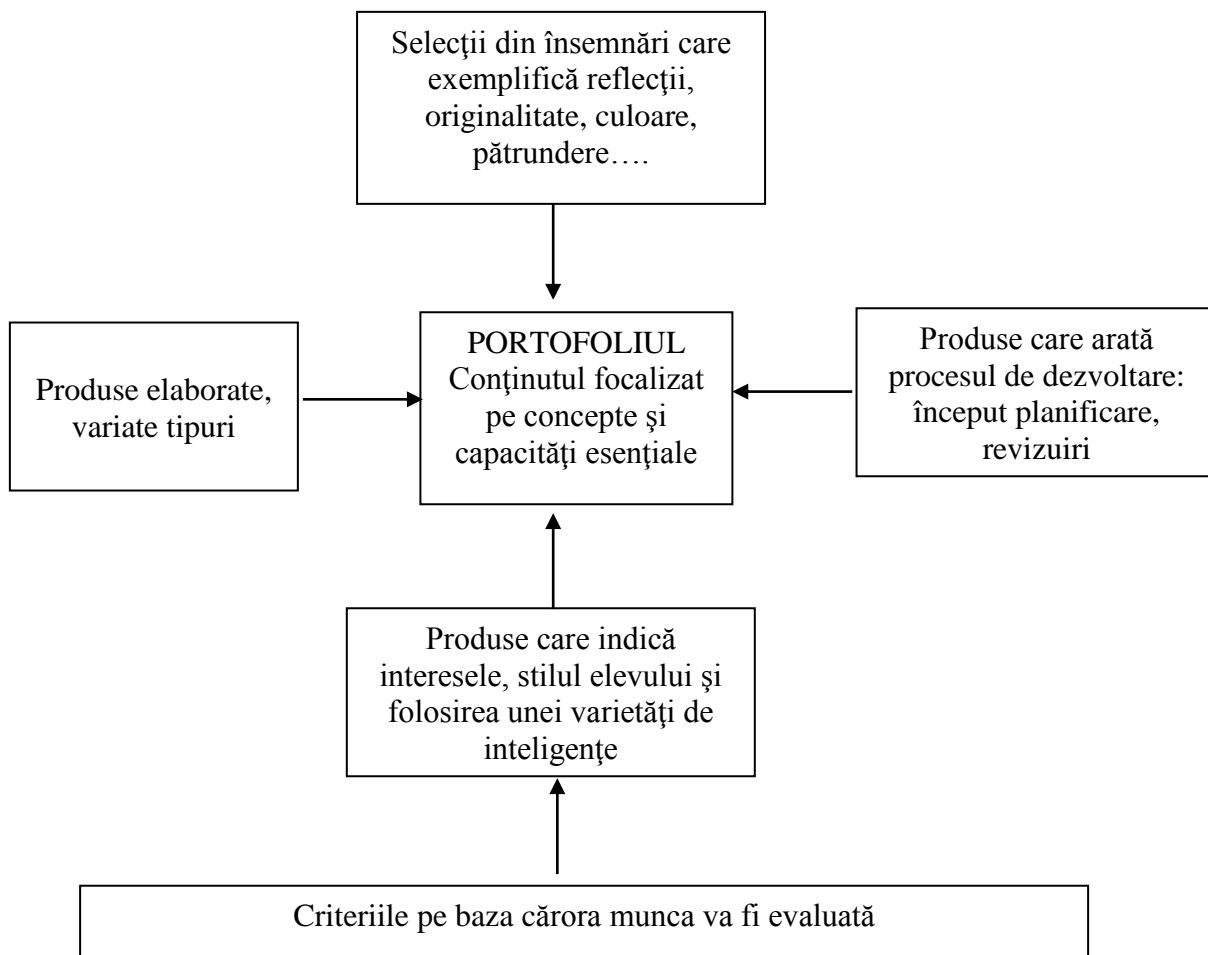 Selecţii din însemnări care
exemplifică reflecţii,
originalitate, culoare,
pătrundere….
Produse elaborate,
variate tipuri
PORTOFOLIUL
Conţinutul focalizat
pe concepte şi
capacităţi esenţiale
Produse care arată
procesul de dezvoltare:
început planificare,
revizuiri
Produse care indică
interesele, stilul elevului şi
folosirea unei varietăţi de
inteligenţe
Criteriile pe baza cărora munca va fi evaluată